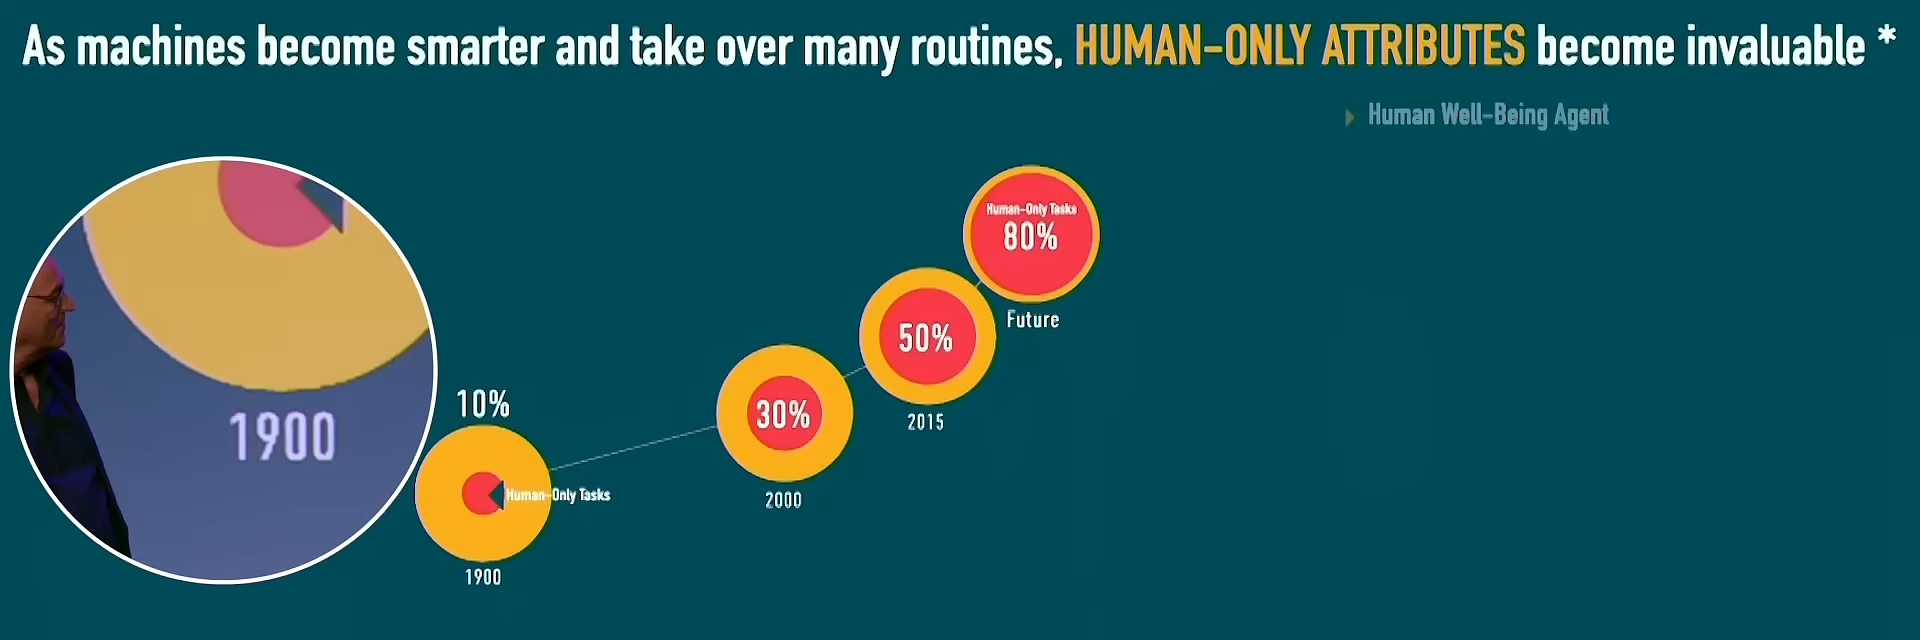 As machines become smarter and take over many routines, HUMAN-ONLY ATTRIBUTES become invaluable *
Human Well-Being Agent
Human-Only Tasks
80%
Future
50%
2015
30%
2000
10%
Human-Only Tasks
1900
1900